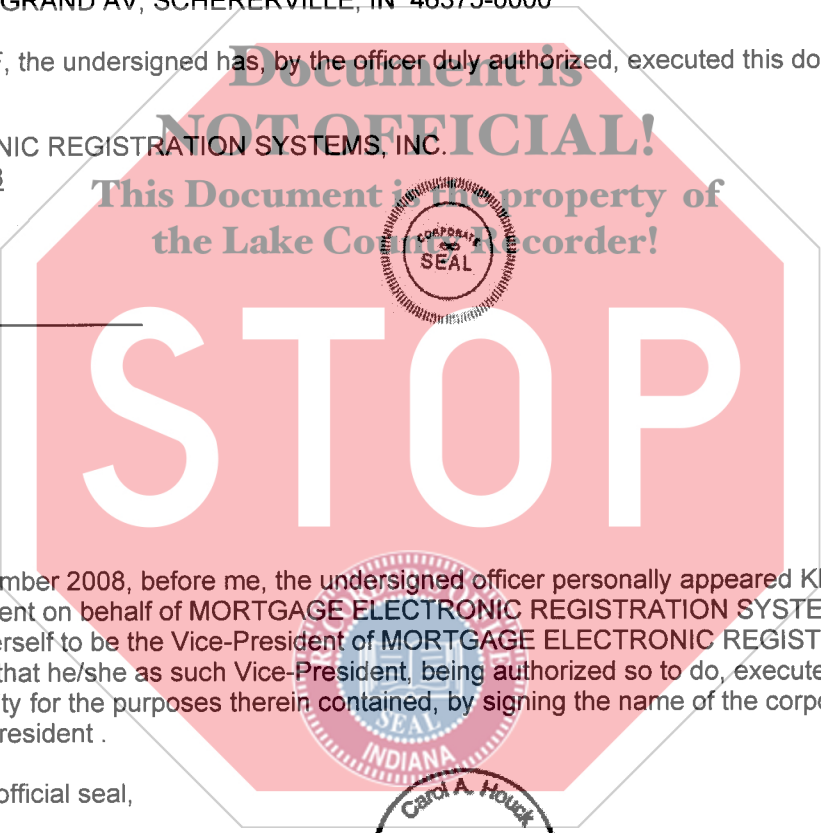 GRAND AV, SCHERERVILLE, IN 46375-0000
Document is
F, the undersigned has, by the officer duly authorized, executed this do
NOT OFFICIAL!
NIC REGISTRATION SYSTEMS, INC.
This Document is the property of
the Lake County Recorder!
CORPORATE
SEAL
STOP
mber 2008, before me, the undersigned officer personally appeared
ent on behalf of MORTGAGE ELECTRONIC REGISTRATION SYSTE
erself to be the Vice-President of MORTGAGE ELECTRONIC REGIST
that he/she as such Vice-President, being authorized so to do, execute
ty for the purposes therein contained, by signing the name of the corpo
resident .
SEAL
INDIANA
official seal,
Carol A. Houck